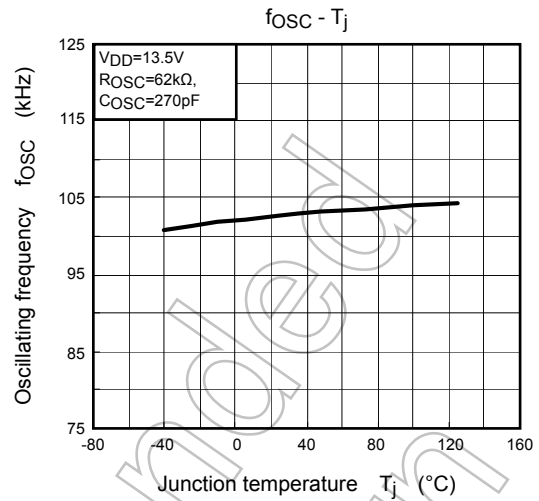 fOSC - Tj
VDD=13.5V
ROSC=62kΩ,
COSC=270pF
Oscillating frequency fOSC (kHz)
125
115
105
95
85
75
-80
-40
0
40
80
120
160
Junction temperature Tj (°C)
nded
n